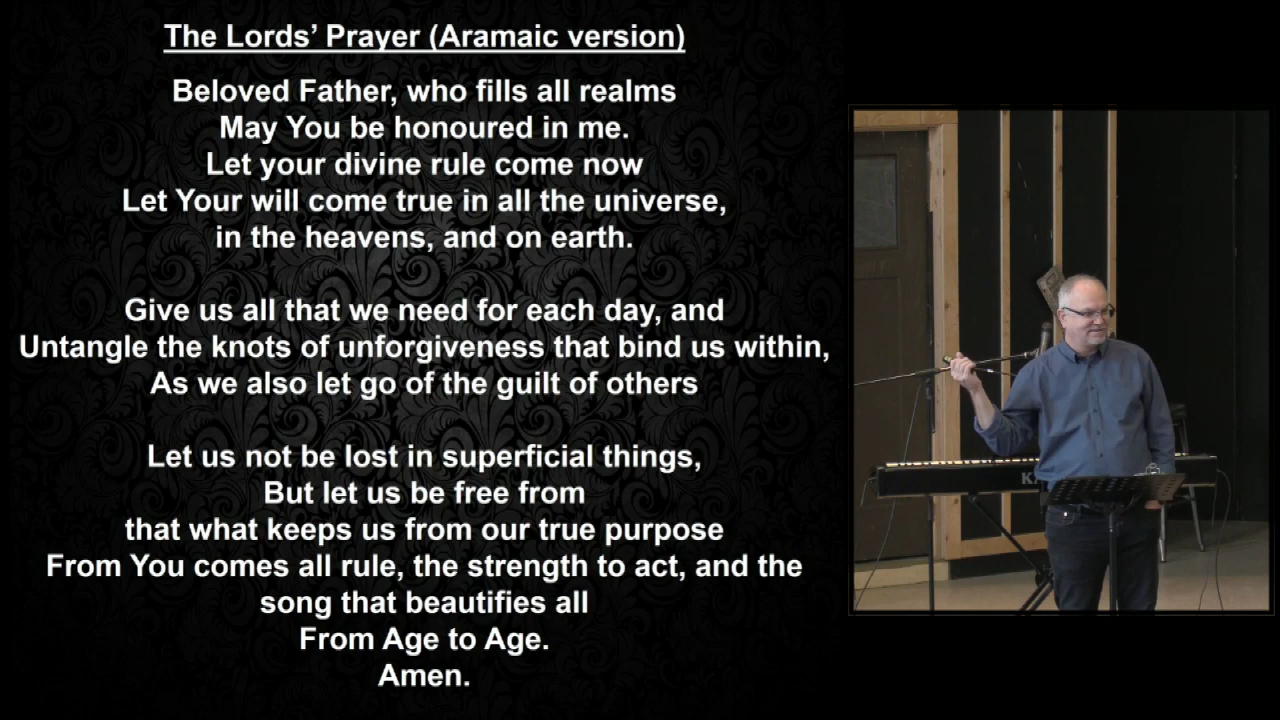 The Lords’ Prayer (Aramaic version)
Beloved Father, who fills all realms
May You be honoured in me.
Let your divine rule come now
Let Your will come true in all the universe,
in the heavens, and on earth.
Give us all that we need for each day, and
Untangle the knots of unforgiveness that bind us within,
As we also let go of the guilt of others
Let us not be lost in superficial things,
But let us be free from
that what keeps us from our true purpose
From You comes all rule, the strength to act, and the
song that beautifies all
From Age to Age.
Amen.